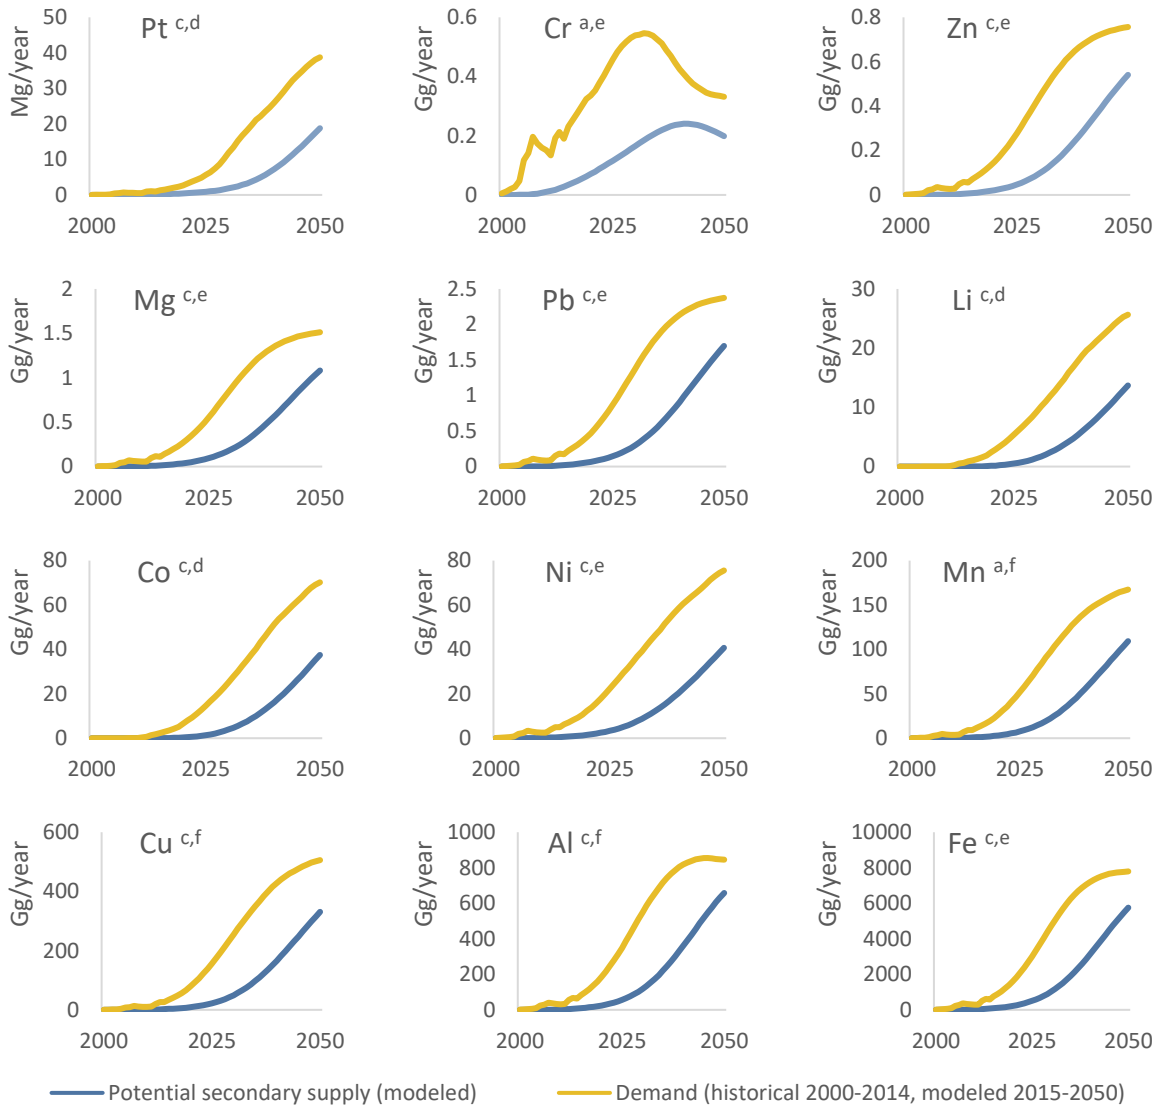 Pt c,d
Mg/year
50
40
30
20
10
0
2000 2025 2050
Cr a,e
Gg/year
0.6
0.4
0.2
0
2000 2025 2050
Zn c,e
Gg/year
0.8
0.6
0.4
0.2
0
2000 2025 2050
Mg c,e
Gg/year
2
1.5
1
0.5
0
2000 2025 2050
Pb c,e
Gg/year
2.5
2
1.5
1
0.5
0
2000 2025 2050
Li c,d
Gg/year
30
20
10
0
2000 2025 2050
Co c,d
Gg/year
80
60
40
20
0
2000 2025 2050
Ni c,e
Gg/year
80
60
40
20
0
2000 2025 2050
Mn a,f
Gg/year
200
150
100
50
0
2000 2025 2050
Cu c,f
Gg/year
600
400
200
0
2000 2025 2050
Al c,f
Gg/year
1000
800
600
400
200
0
2000 2025 2050
Fe c,e
Gg/year
10000
8000
6000
4000
2000
0
2000 2025 2050
Potential secondary supply (modeled)
Demand (historical 2000-2014, modeled 2015-2050)